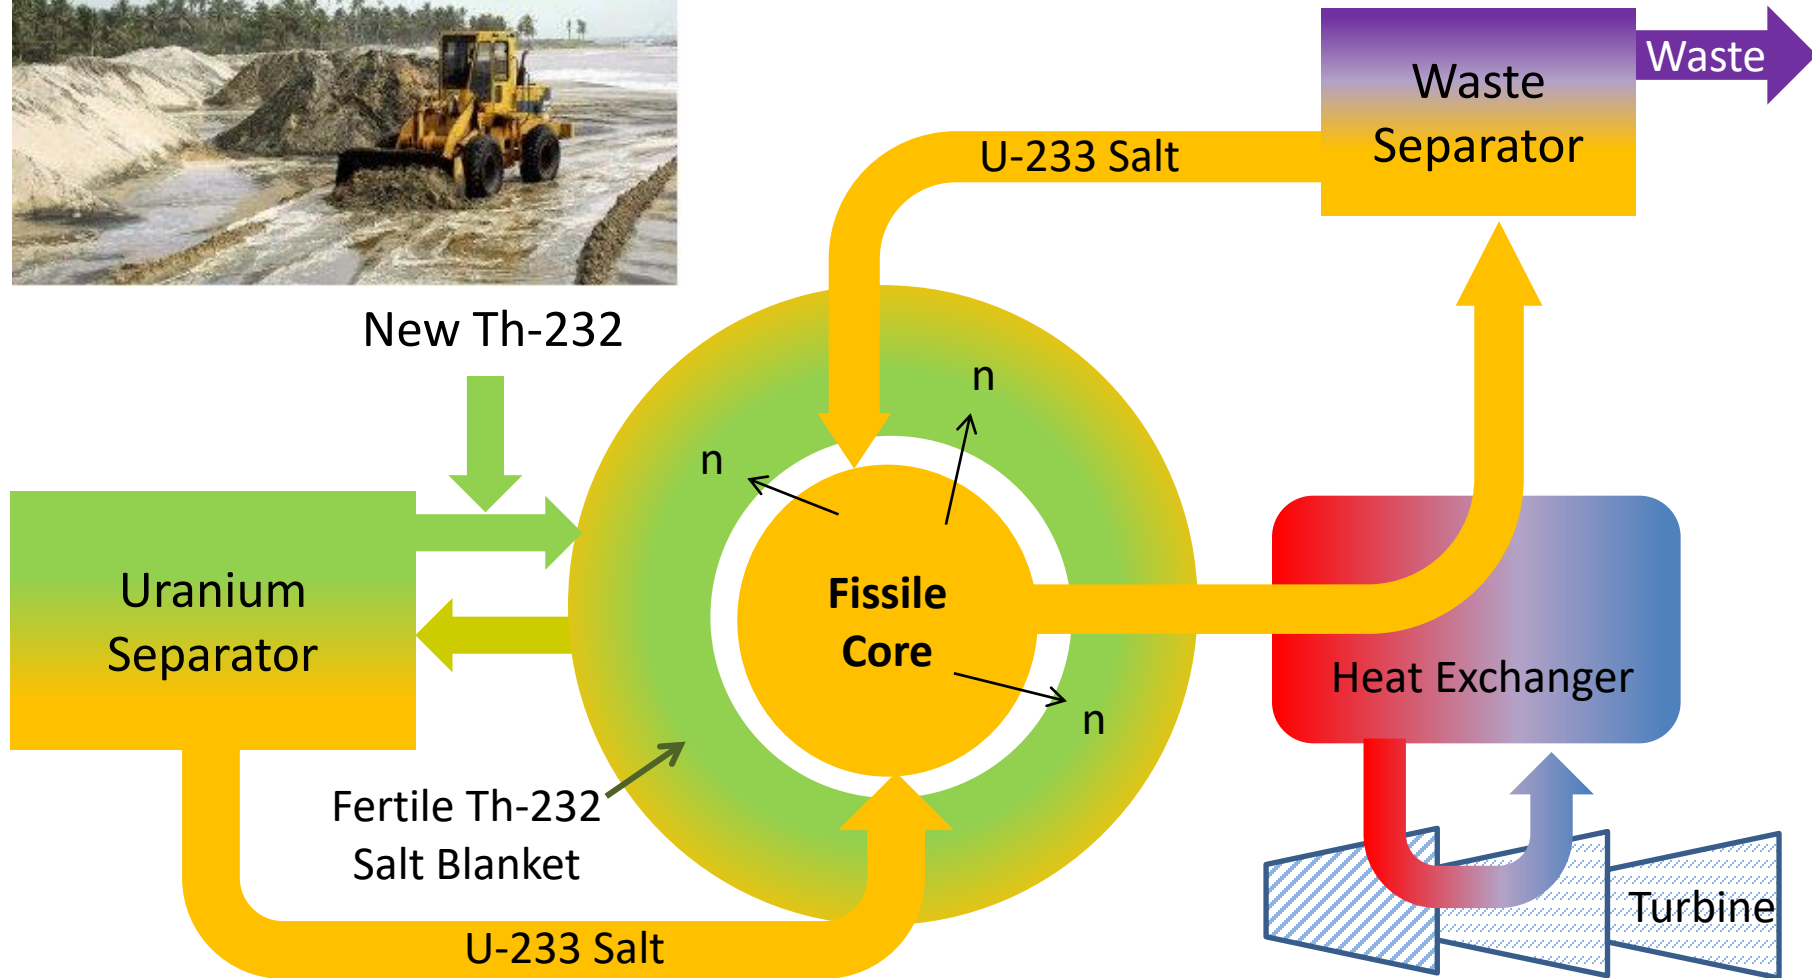 Waste
Separator
Waste
U-233 Salt
New Th-232
n
n
Uranium
Separator
Fissile
Core
n
Heat Exchanger
Fertile Th-232
Salt Blanket
Turbine
U-233 Salt